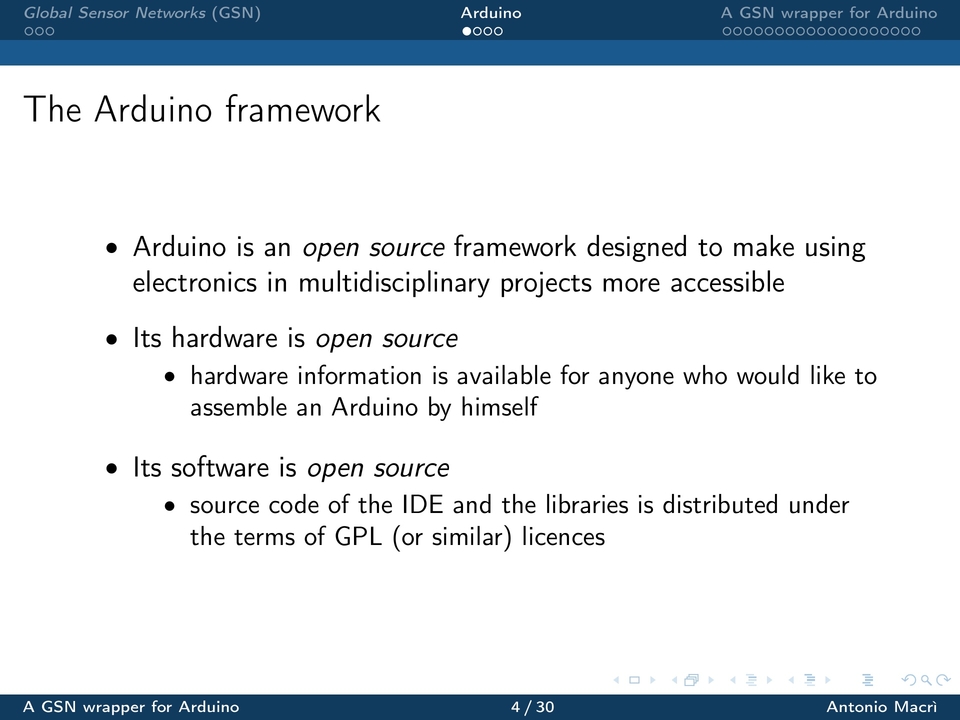 Global Sensor Networks (GSN) Arduino A GSN wrapper for Arduino
The Arduino framework
• Arduino is an open source framework designed to make using
electronics in multidisciplinary projects more accessible
• Its hardware is open source
• hardware information is available for anyone who would like to
assemble an Arduino by himself
• Its software is open source
• source code of the IDE and the libraries is distributed under
the terms of GPL (or similar) licences
A GSN wrapper for Arduino 4 / 30 Antonio Macrì